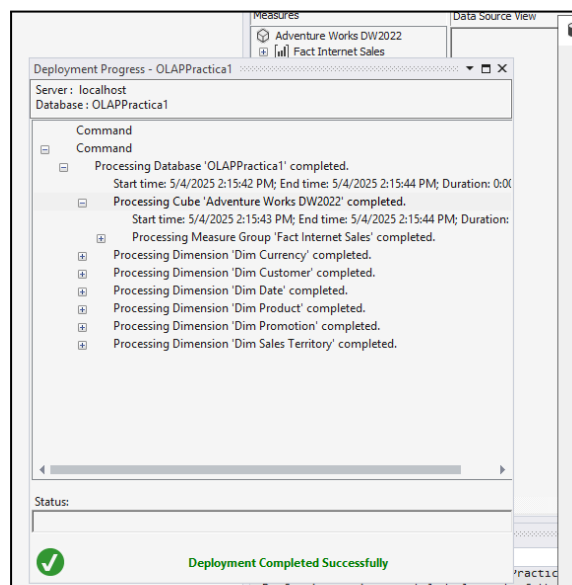 Measures
Data Source View
Adventure Works DW2022
Fact Internet Sales
Deployment Progress - OLAPPractica1
Server : localhost
Database : OLAPPractica1
Command
Command
Processing Database 'OLAPPractica1' completed.
Start time: 5/4/2025 2:15:42 PM; End time: 5/4/2025 2:15:44 PM; Duration: 0:00
Processing Cube 'Adventure Works DW2022' completed.
Start time: 5/4/2025 2:15:43 PM; End time: 5/4/2025 2:15:44 PM; Duration:
Processing Measure Group 'Fact Internet Sales' completed.
Processing Dimension 'Dim Currency' completed.
Processing Dimension 'Dim Customer' completed.
Processing Dimension 'Dim Date' completed.
Processing Dimension 'Dim Product' completed.
Processing Dimension 'Dim Promotion' completed.
Processing Dimension 'Dim Sales Territory' completed.
Status:
Deployment Completed Successfully